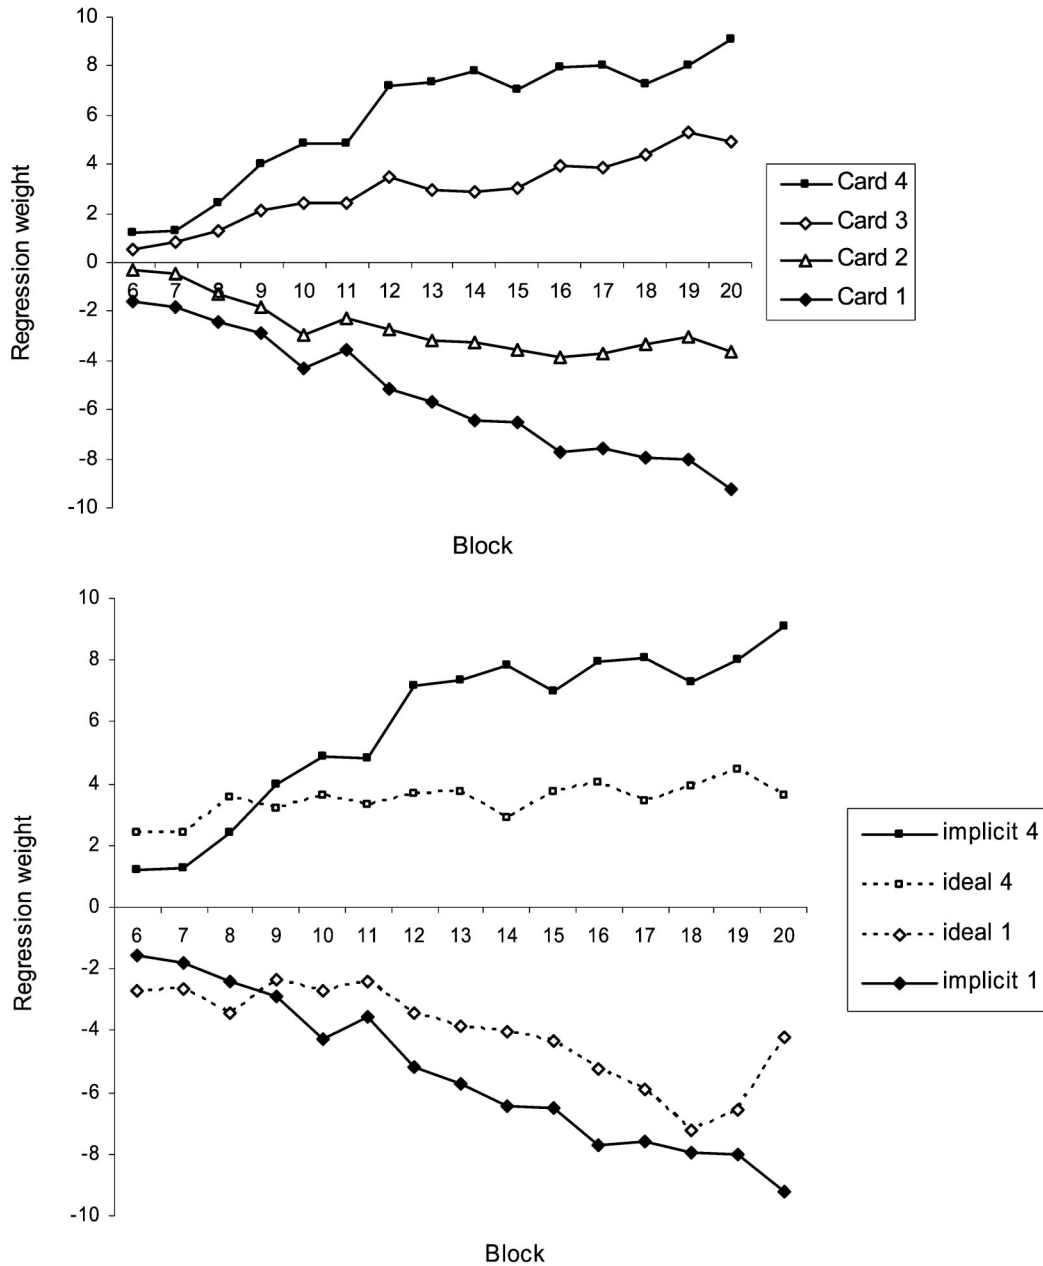 10
8
6
4
2
0
-2
-4
-6
-8
-10
Regression weight
6 7 8 9 10 11 12 13 14 15 16 17 18 19 20
Block
Card 4
Card 3
Card 2
Card 1
10
8
6
4
2
0
-2
-4
-6
-8
-10
Regression weight
6 7 8 9 10 11 12 13 14 15 16 17 18 19 20
Block
implicit 4
ideal 4
ideal 1
implicit 1